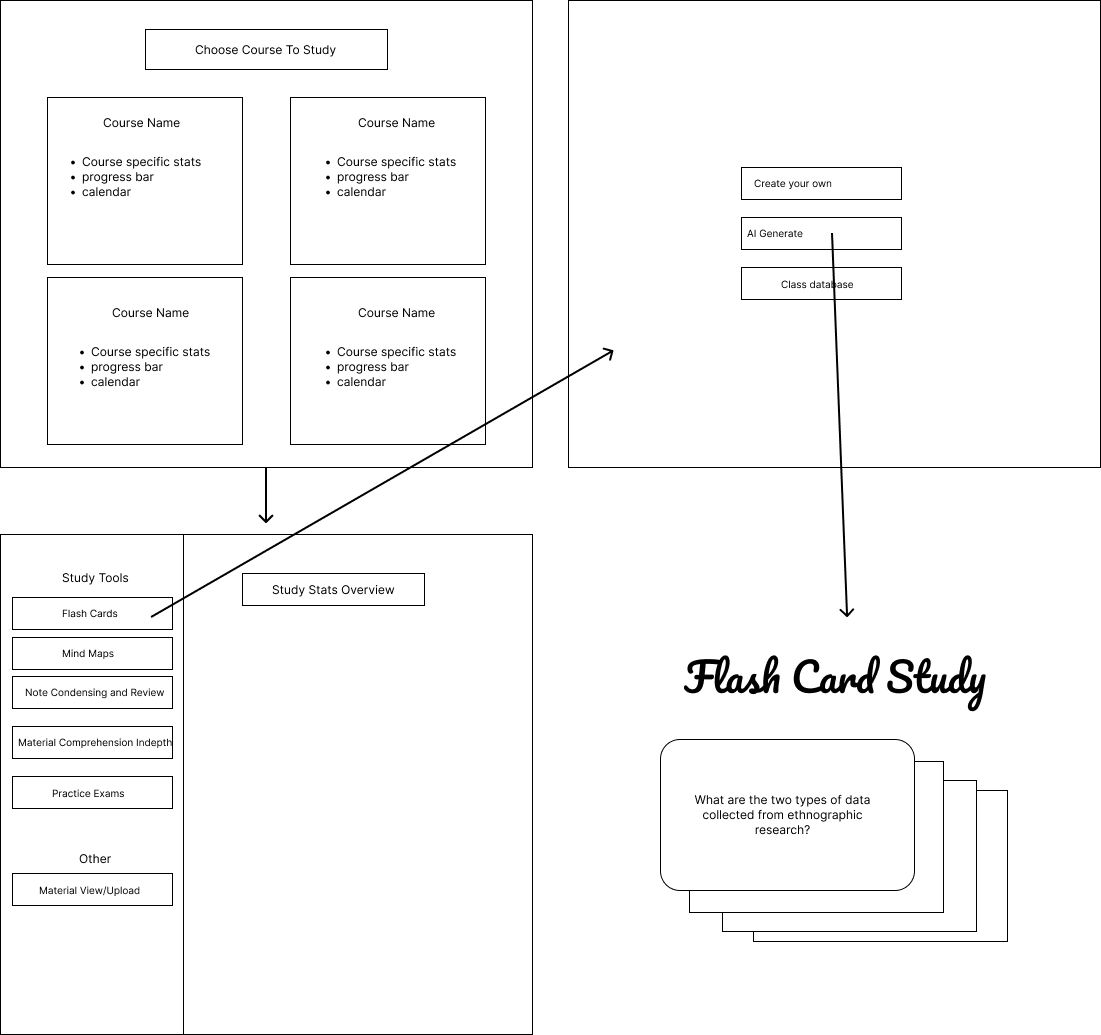 Choose Course To Study
Course Name
Course specific stats
progress bar
calendar
Course Name
Course specific stats
progress bar
calendar
Course Name
Course specific stats
progress bar
calendar
Course Name
Course specific stats
progress bar
calendar
Create your own
AI Generate
Class database
Study Tools
Flash Cards
Mind Maps
Note Condensing and Review
Material Comprehension Indepth
Practice Exams
Other
Material View/Upload
Study Stats Overview
Flash Card Study
What are the two types of data
collected from ethnographic
research?